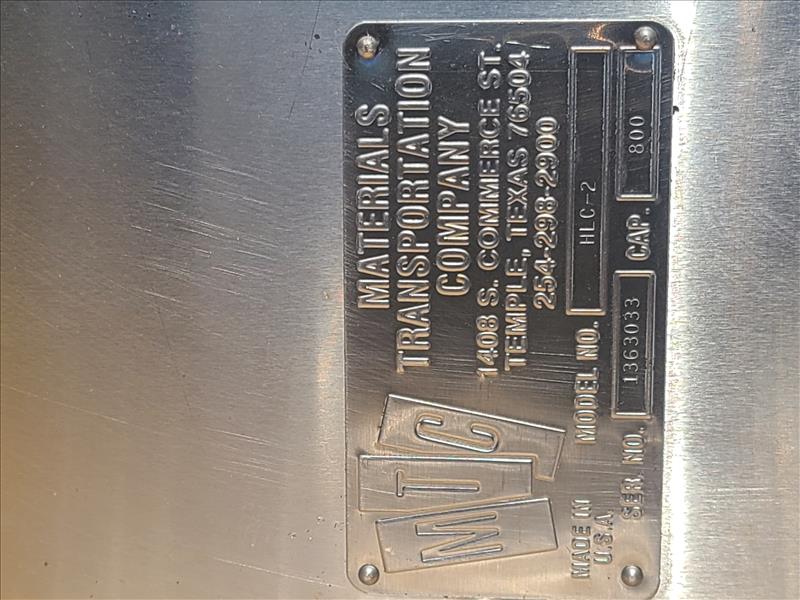 MTC
MATERIALS
TRANSPORTATION
COMPANY
1408 S. COMMERCE ST.
TEMPLE, TEXAS 76504
254-298-2900
MADE IN
U.S.A.
MODEL NO. HLC-2
SER. NO. 1363033 CAP. 800